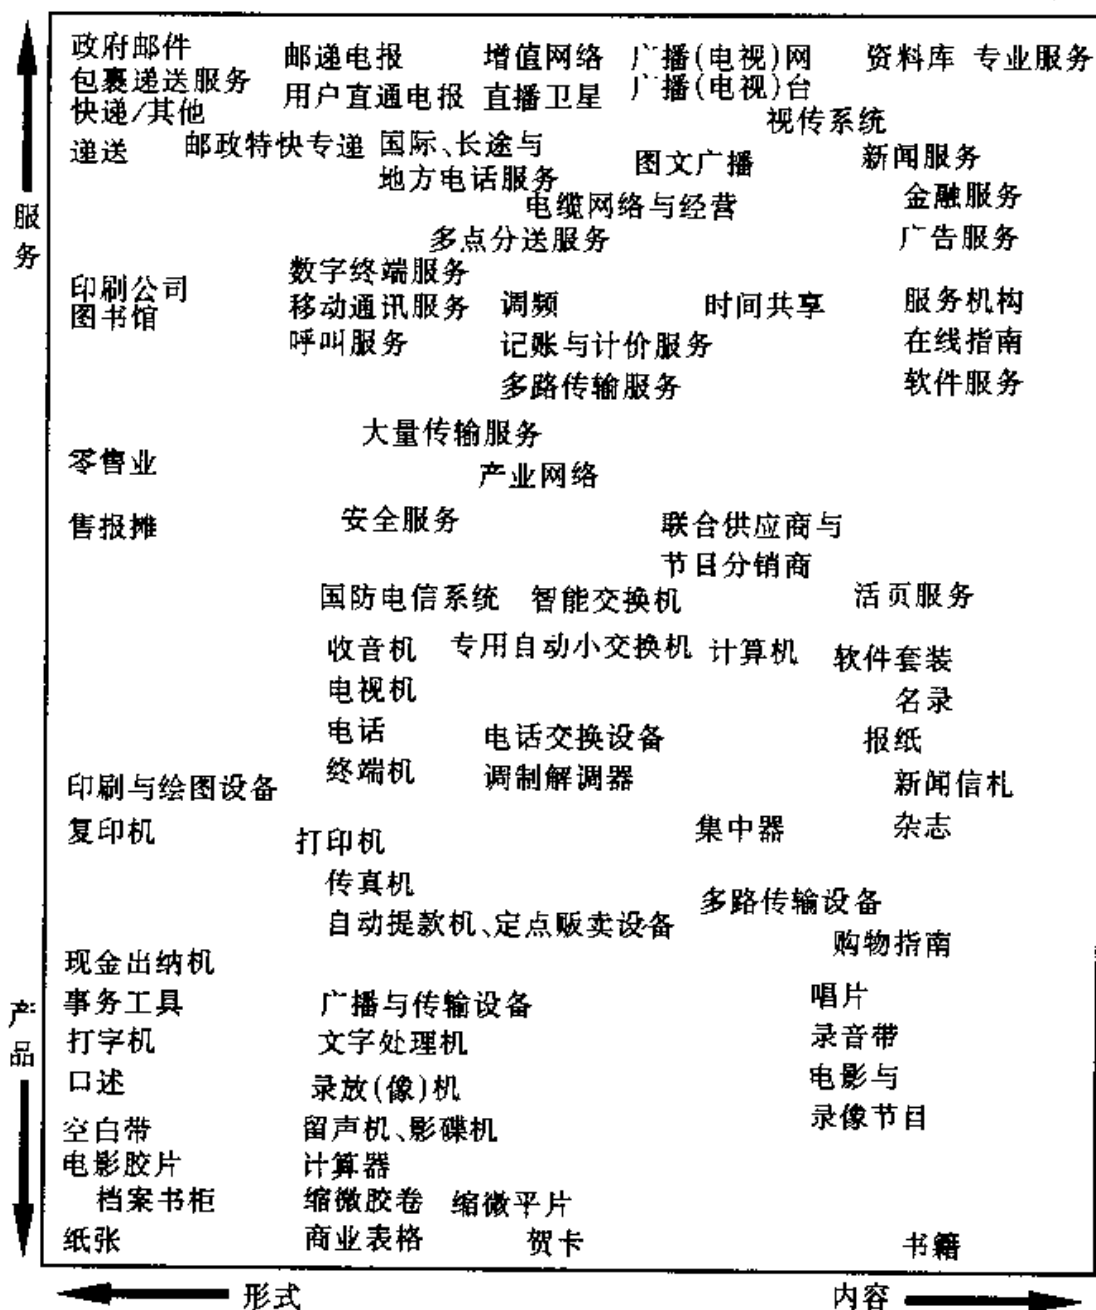 政府邮件 邮递电报 增值网络 广播(电视)网 资料库 专业服务
包裹递送服务 用户直通电报 直播卫星 广播(电视)台
快递/其他 视传系统
递送 邮政特快专递 国际、长途与 图文广播 新闻服务
地方电话服务 金融服务
电缆网络与经营
服务
多点分送服务 广告服务
数字终端服务
印刷公司 移动通讯服务 调频 时间共享 服务机构
图书馆 呼叫服务 记账与计价服务 在线指南
多路传输服务 软件服务
大量传输服务
零售业 产业网络
售报摊 安全服务 联合供应商与
节目分销商
国防电信系统 智能交换机 活页服务
收音机 专用自动小交换机 计算机 软件套装
电视机 名录
电话 电话交换设备 报纸
印刷与绘图设备 终端机 调制解调器 新闻信札
复印机 打印机 集中器 杂志
传真机 多路传输设备
自动提款机、定点贩卖设备 购物指南
现金出纳机
产品
事务工具 广播与传输设备 唱片
打字机 文字处理机 录音带
口述 录放(像)机 电影与
空白带 留声机、影碟机 录像节目
电影胶片 计算器
档案书柜 缩微胶卷 缩微平片
纸张 商业表格 贺卡 书籍
形式 内容